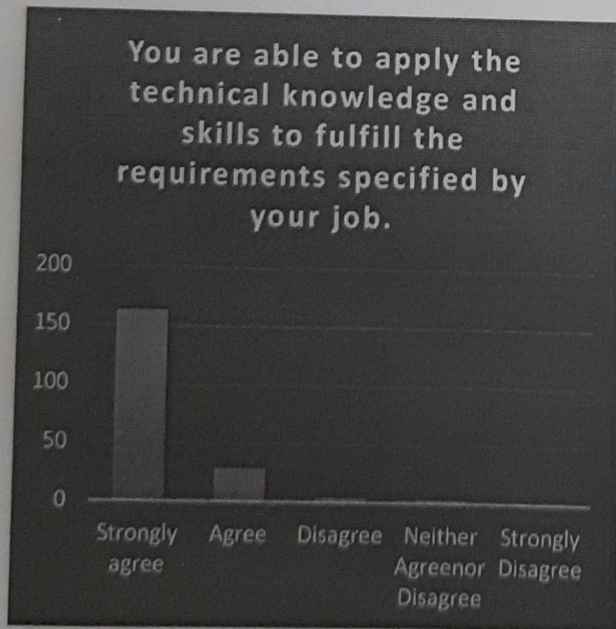 You are able to apply the
technical knowledge and
skills to fulfill the
requirements specified by
your job.
200
150
100
50
0
Strongly agree
Agree
Disagree
Neither Agreenor Disagree
Strongly Disagree